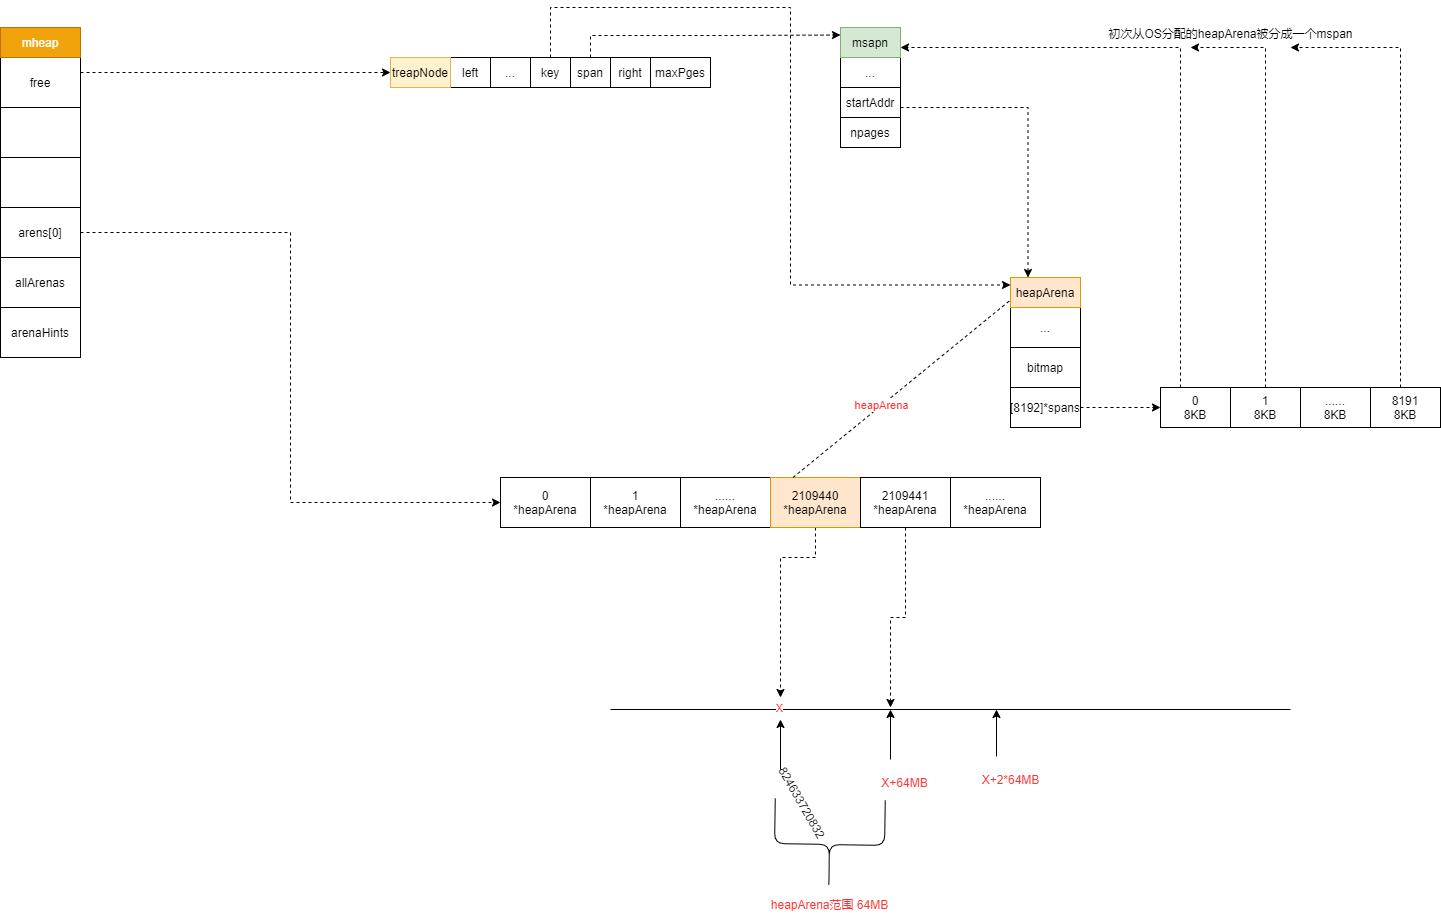 初次从OS分配的heapArena被分成一个mspan
mheap
free
arens[0]
allArenas
arenaHints
treapNode
left
...
key
span
right
maxPges
msapn
...
startAddr
npages
heapArena
...
bitmap
[8192]*spans
0
8KB
1
8KB
......
8KB
8191
8KB
heapArena
0
*heapArena
1
*heapArena
......
*heapArena
2109440
*heapArena
2109441
*heapArena
......
*heapArena
X
824633720832
X+64MB
X+2*64MB
heapArena范围 64MB